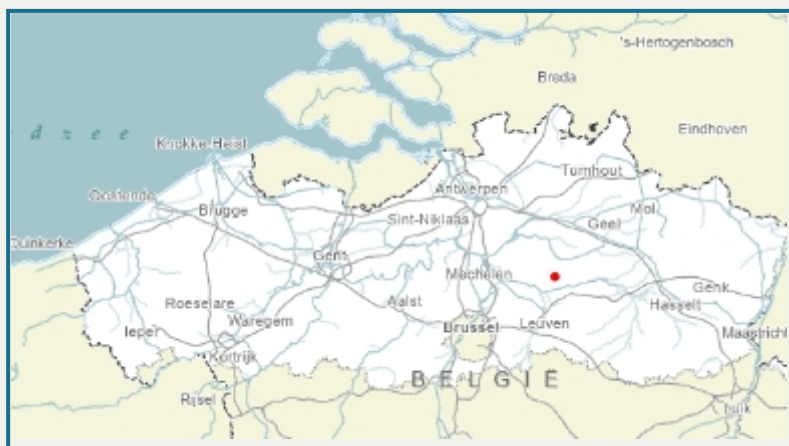 's-Hertogenbosch
Breda
dzee
Eindhoven
Knokke-Heist
Turnhout
Antwerpen
Oostende
Brugge
Sint-Niklaas
Mol
Geel
Duinkerke
Gent
Mechelen
Genk
Roeselare
Aalst
Hasselt
Waregem
Brussel
Leuven
Ieper
Maastricht
Kortrijk
BELGIË
Rijsel
Luik